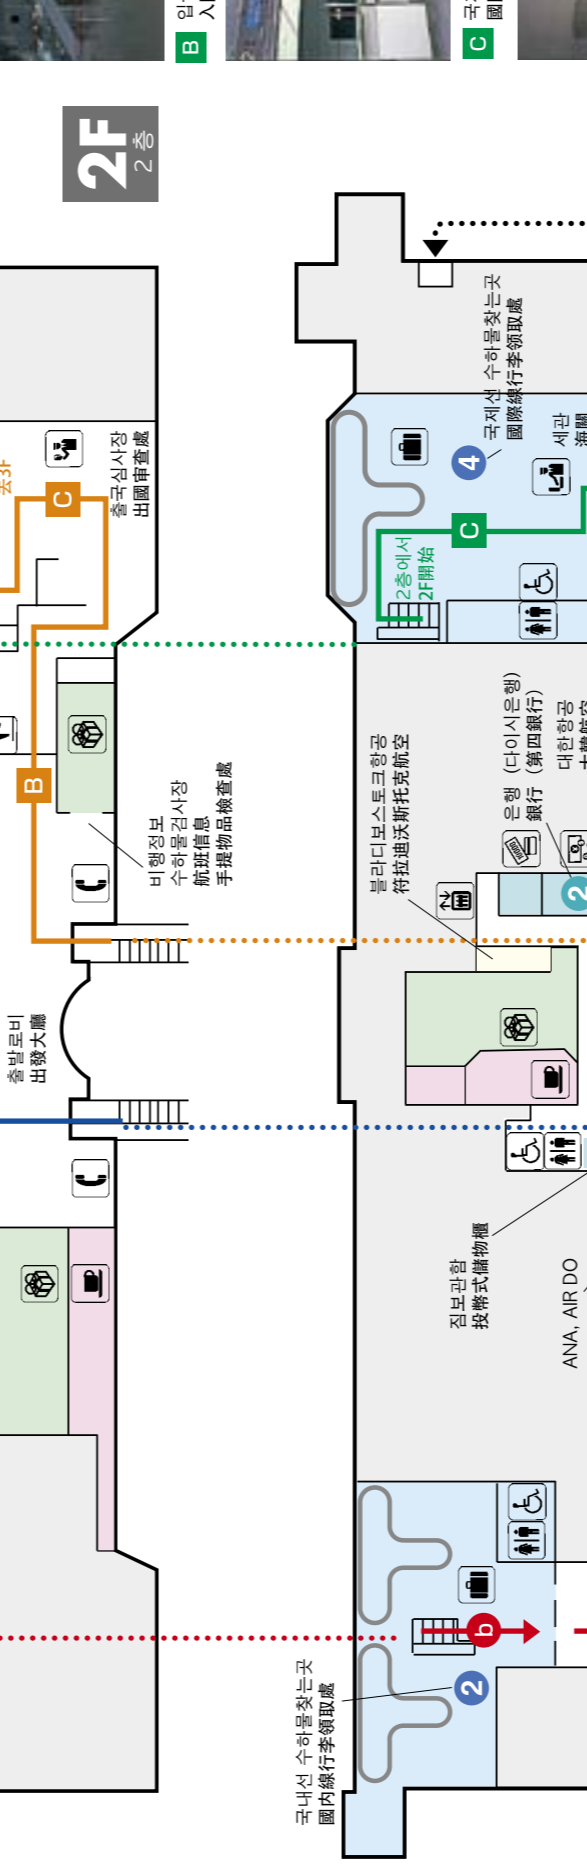 B
C
2F
2 층
출국심사장
出國審查處
C
B
비행정보
수하물검사장
航班信息
手提物品檢查處
출발로비
出發大廳
국제선 수하물찾는곳
國際線行李領取處
4
세관
海關
C
2층에서
2F開始
은행 (다이시은행)
銀行 (第四銀行)
대한항공
2
블라디보스토크항공
符拉迪沃斯托克航空
짐보관함
投幣式儲物櫃
ANA, AIR DO
b
2
국내선 수하물찾는곳
國內線行李領取處